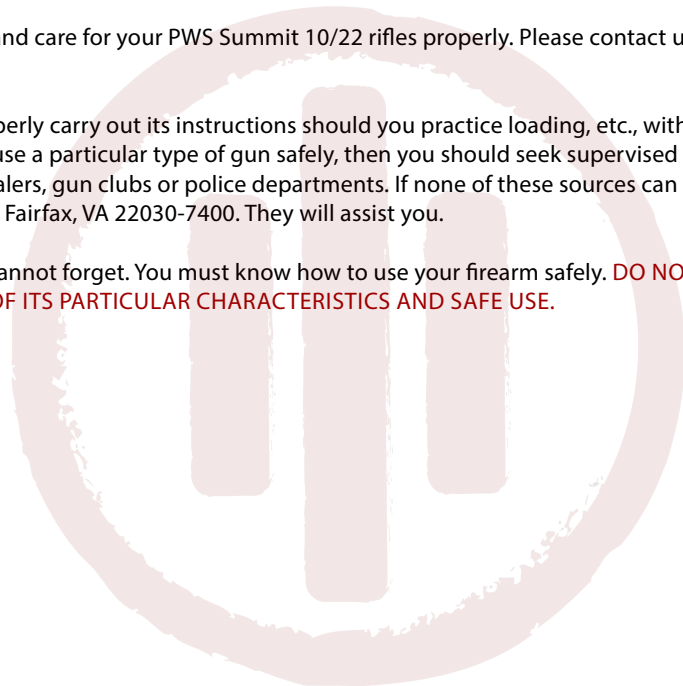 and care for your PWS Summit 10/22 rifles properly. Please contact u
perly carry out its instructions should you practice loading, etc., with
use a particular type of gun safely, then you should seek supervised
alers, gun clubs or police departments. If none of these sources can
Fairfax, VA 22030-7400. They will assist you.
annot forget. You must know how to use your firearm safely. DO NO
OF ITS PARTICULAR CHARACTERISTICS AND SAFE USE.